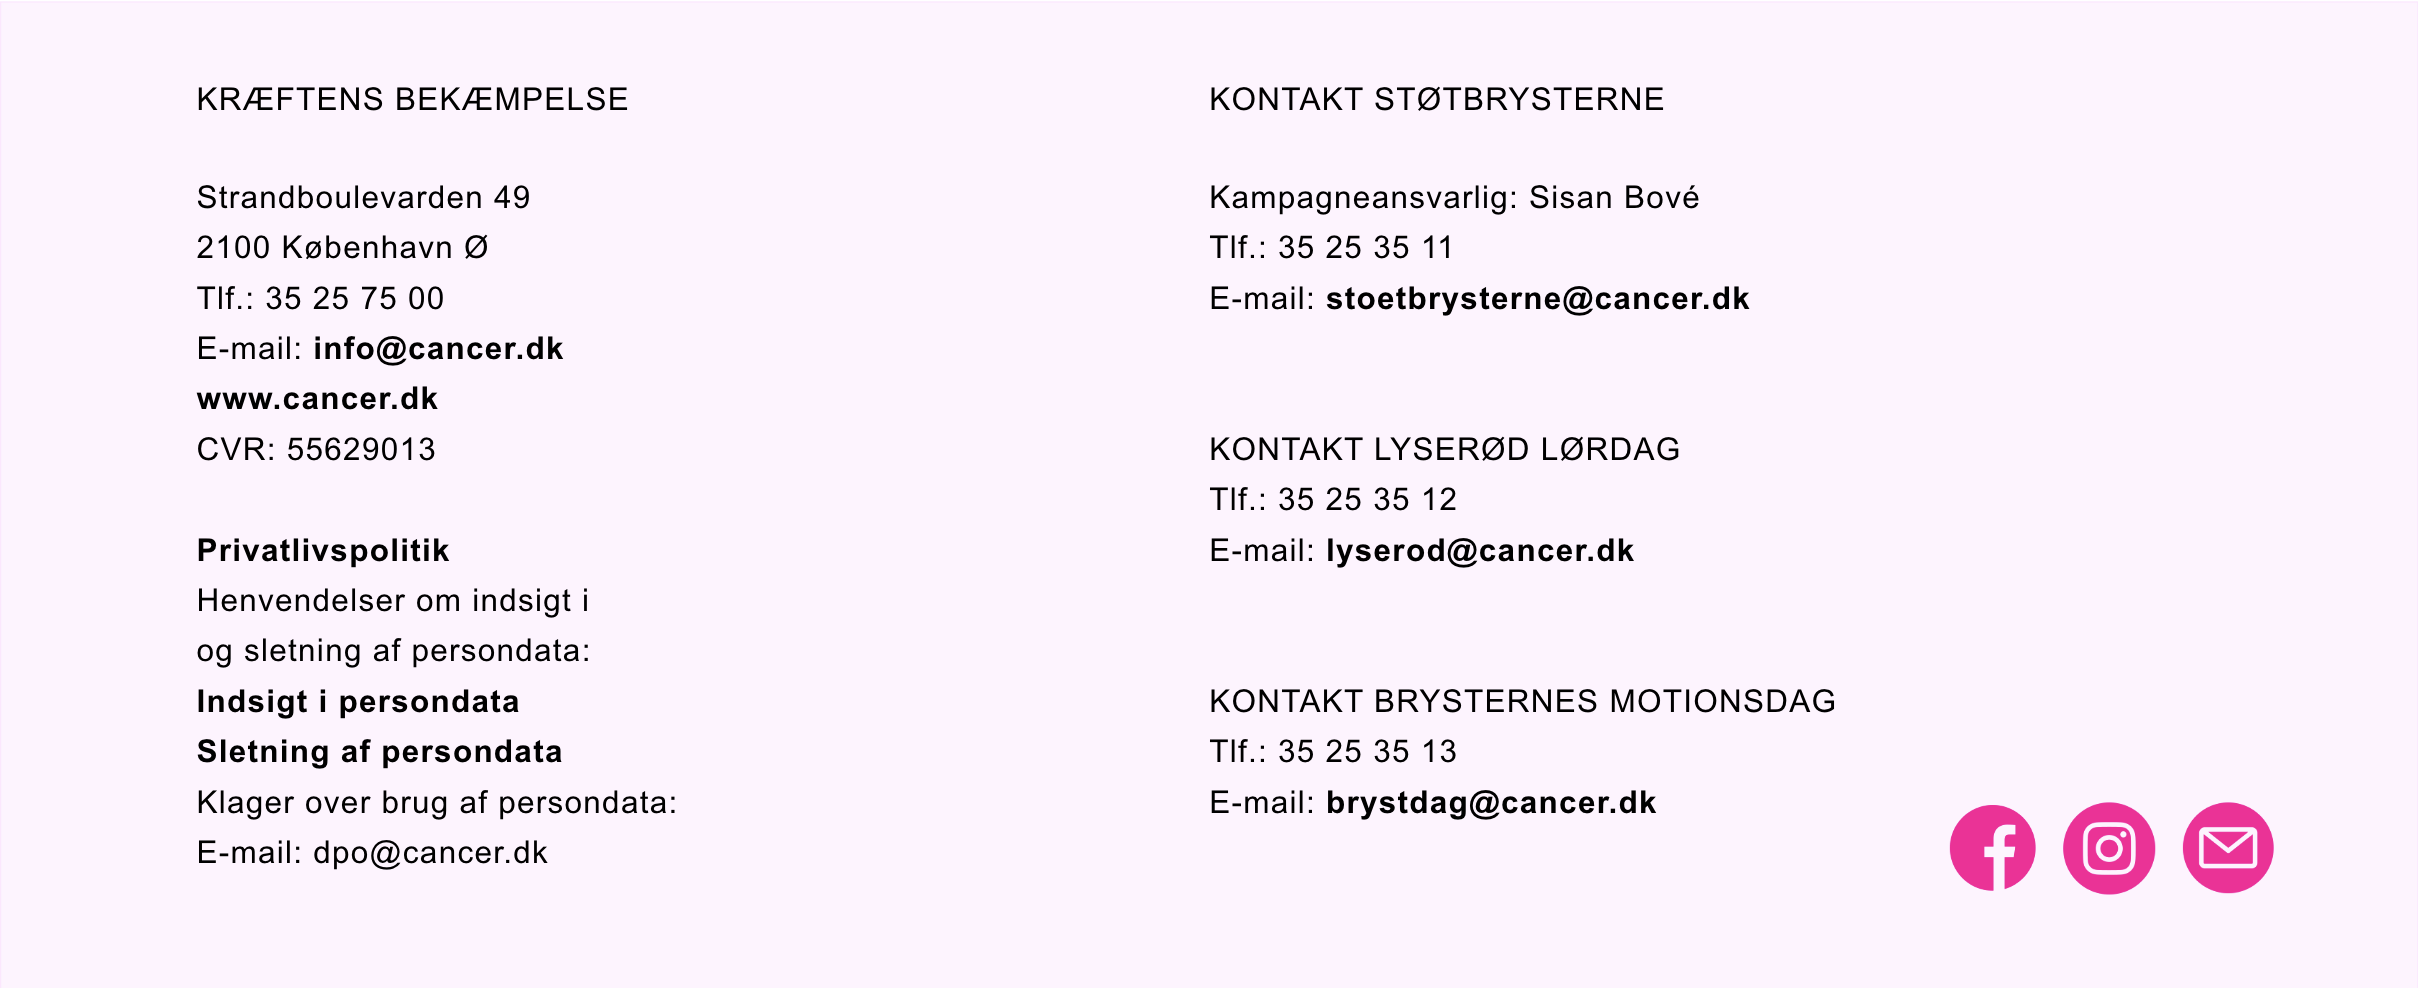 KRÆFTENS BEKÆMPELSE
Strandboulevarden 49
2100 København Ø
Tlf.: 35 25 75 00
E-mail: info@cancer.dk
www.cancer.dk
CVR: 55629013
Privatlivspolitik
Henvendelser om indsigt i
og sletning af persondata:
Indsigt i persondata
Sletning af persondata
Klager over brug af persondata:
E-mail: dpo@cancer.dk
KONTAKT STØTBRYSTERNE
Kampagneansvarlig: Sisan Bové
Tlf.: 35 25 35 11
E-mail: stoetbrysterne@cancer.dk
KONTAKT LYSERØD LØRDAG
Tlf.: 35 25 35 12
E-mail: lyserod@cancer.dk
KONTAKT BRYSTERNES MOTIONSDAG
Tlf.: 35 25 35 13
E-mail: brystdag@cancer.dk